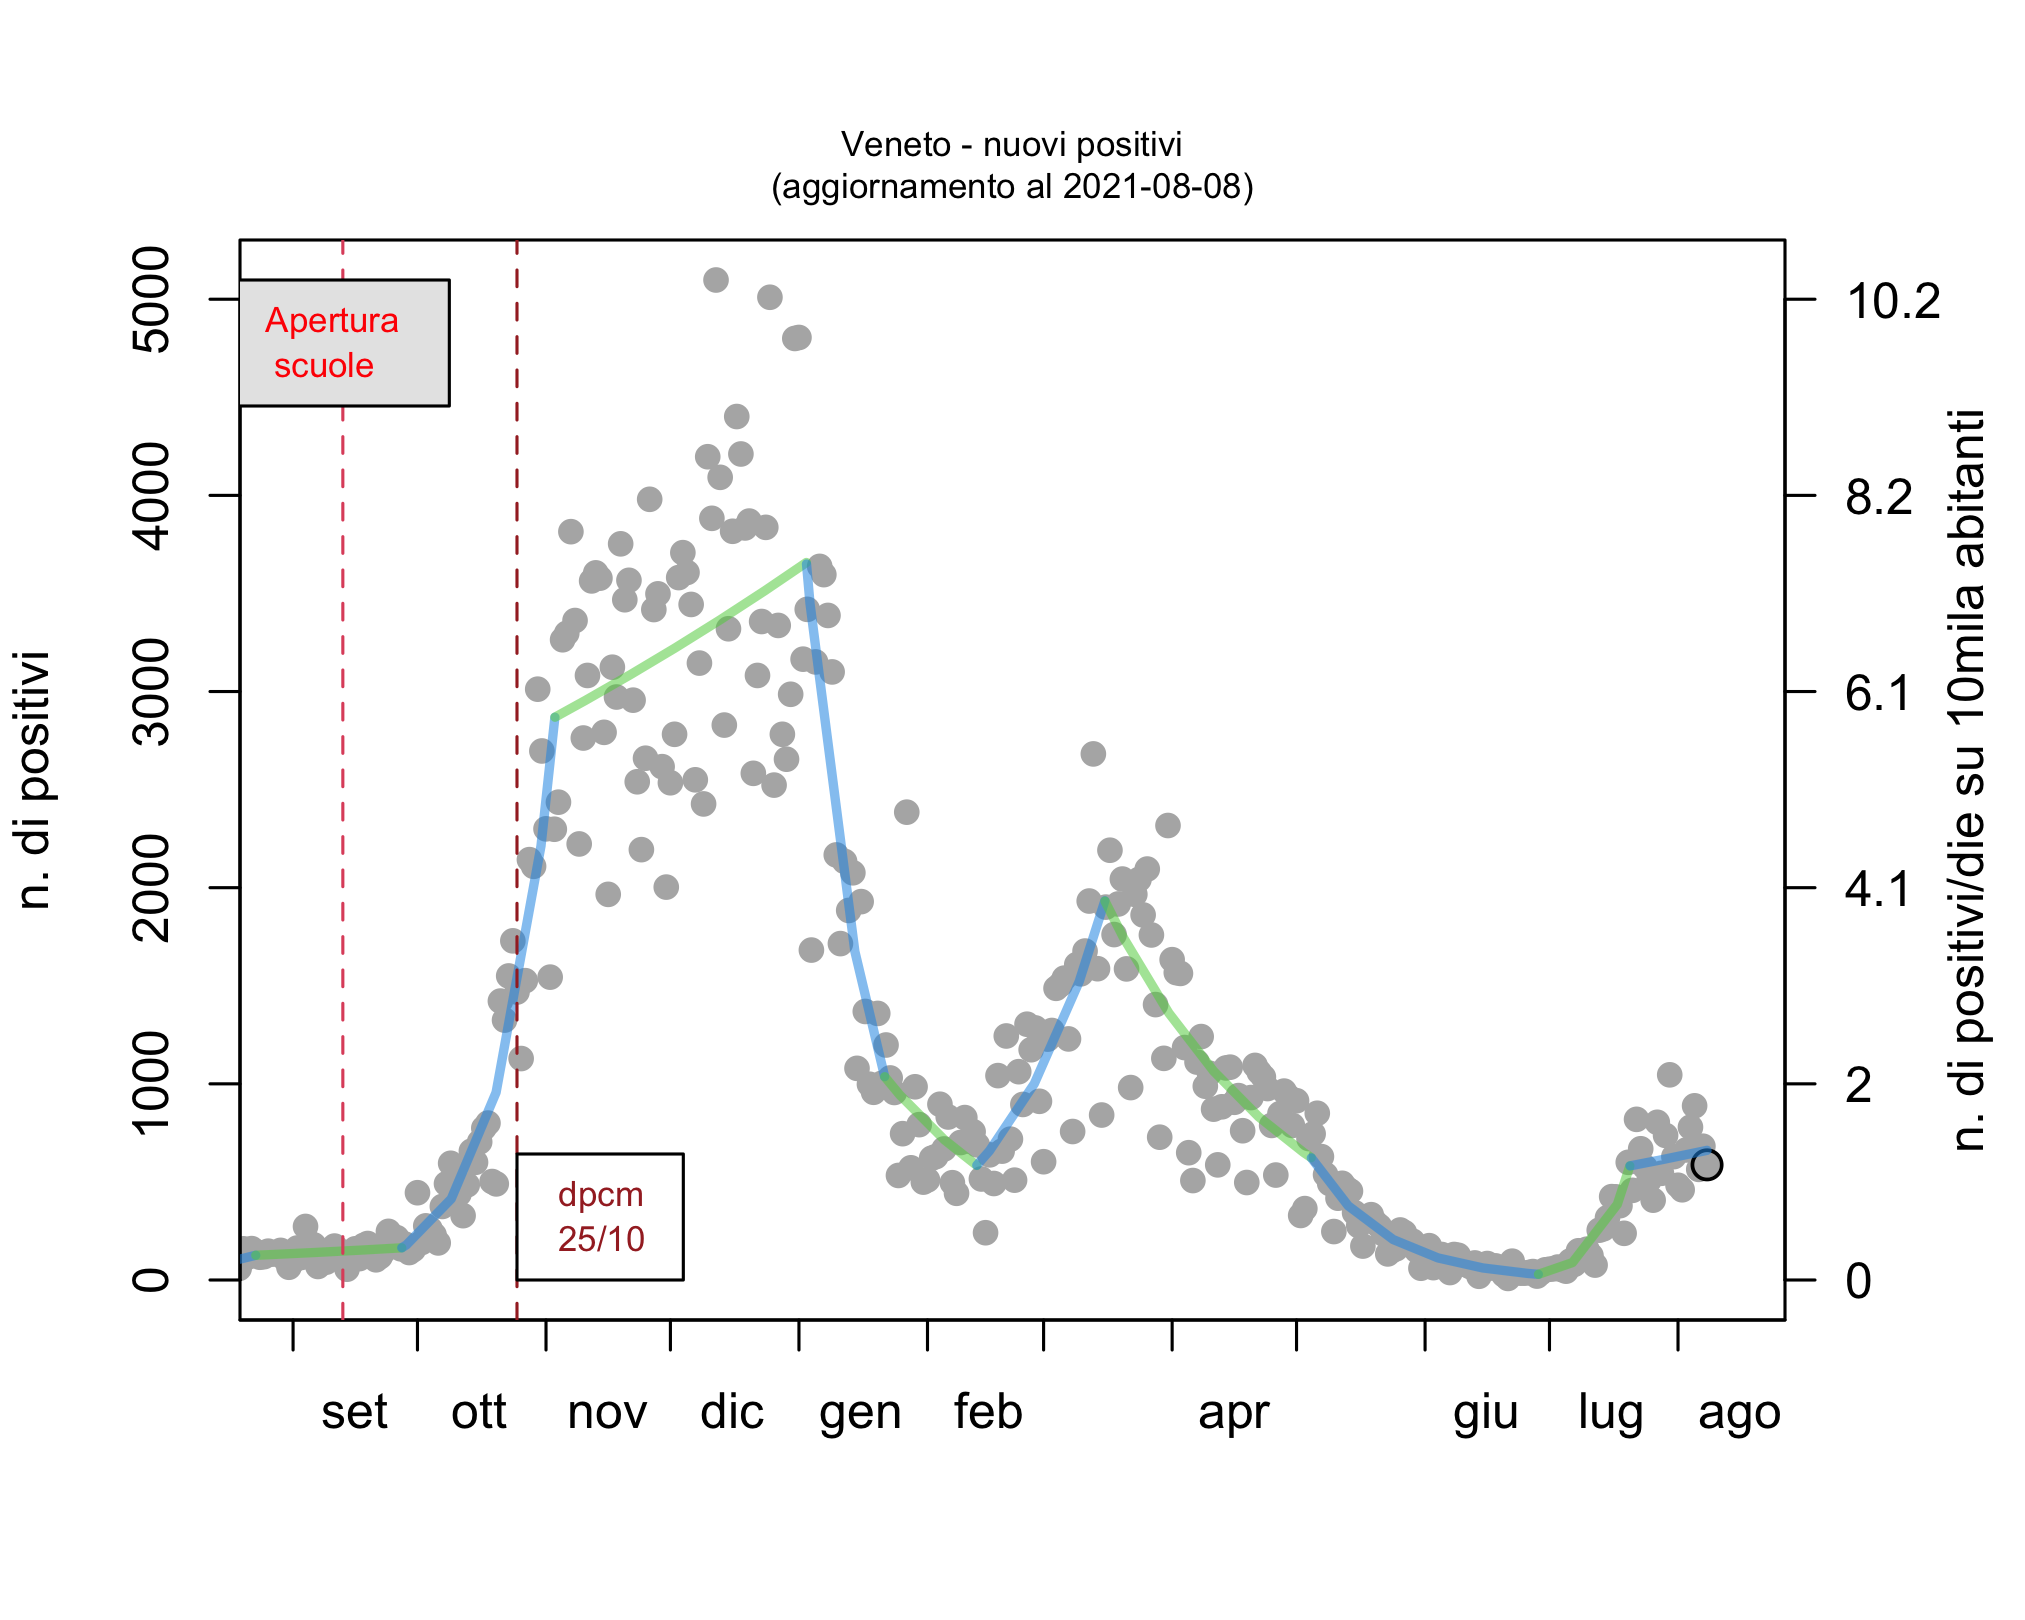 Veneto - nuovi positivi
(aggiornamento al 2021-08-08)
n. di positivi
5000
4000
3000
2000
1000
0
Apertura
scuole
dpcm
25/10
10.2
8.2
6.1
4.1
2
0
n. di positivi/die su 10mila abitanti
set ott nov dic gen feb apr giu lug ago